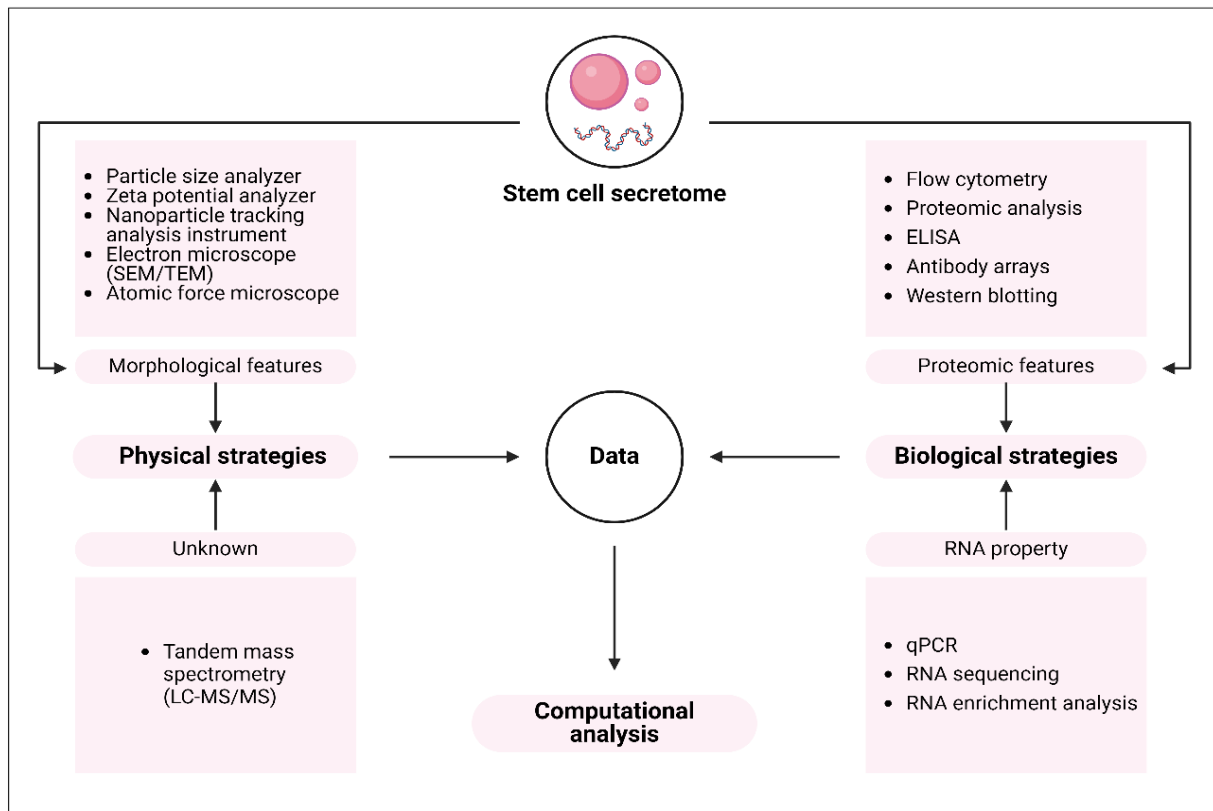 Stem cell secretome
• Particle size analyzer
• Zeta potential analyzer
• Nanoparticle tracking
analysis instrument
• Electron microscope
(SEM/TEM)
• Atomic force microscope
Morphological features
Physical strategies
Unknown
• Tandem mass
spectrometry
(LC-MS/MS)
Data
Computational
analysis
• Flow cytometry
• Proteomic analysis
• ELISA
• Antibody arrays
• Western blotting
Proteomic features
Biological strategies
RNA property
• qPCR
• RNA sequencing
• RNA enrichment analysis